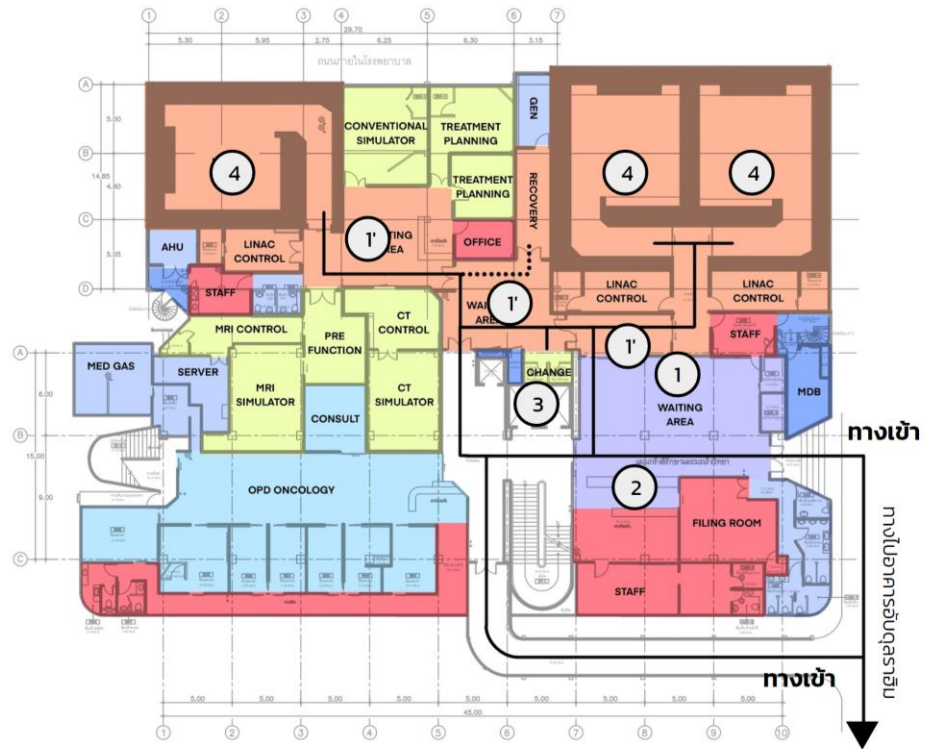 1
2
3
4
5
6
7
29.70
5.30
5.95
2.75
6.25
6.30
3.15
ถนนภายในโรงพยาบาล
A
B
C
D
5.00
4.80
5.05
14.85
4
CONVENTIONAL
SIMULATOR
TREATMENT
PLANNING
TREATMENT
PLANNING
GEN
RECOVERY
4
4
1'
AREA
OFFICE
AHU
LINAC
CONTROL
STAFF
1'
AREA
LINAC
CONTROL
LINAC
CONTROL
STAFF
MRI CONTROL
PRE
FUNCTION
CT
CONTROL
1'
1
WAITING
AREA
MDB
A
B
C
6.00
15.00
9.00
MED GAS
SERVER
MRI
SIMULATOR
CONSULT
CT
SIMULATOR
CHANGE
3
ทางเข้า
OPD ONCOLOGY
2
FILING ROOM
STAFF
ทางไปอาคารอับดุลราฮิม
ทางเข้า
5.00
5.00
5.00
5.00
5.00
5.00
5.00
5.00
5.00
45.00
1
2
3
4
5
6
7
8
9
10